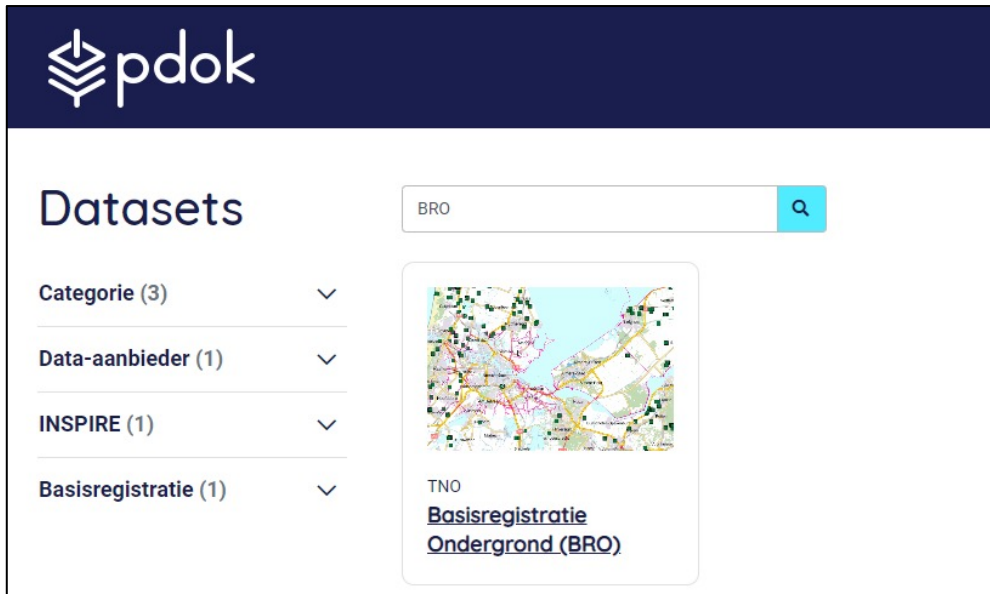 pdok
Datasets
BRO
Categorie (3)
Data-aanbieder (1)
INSPIRE (1)
Basisregistratie (1)
TNO
Basisregistratie
Ondergrond (BRO)